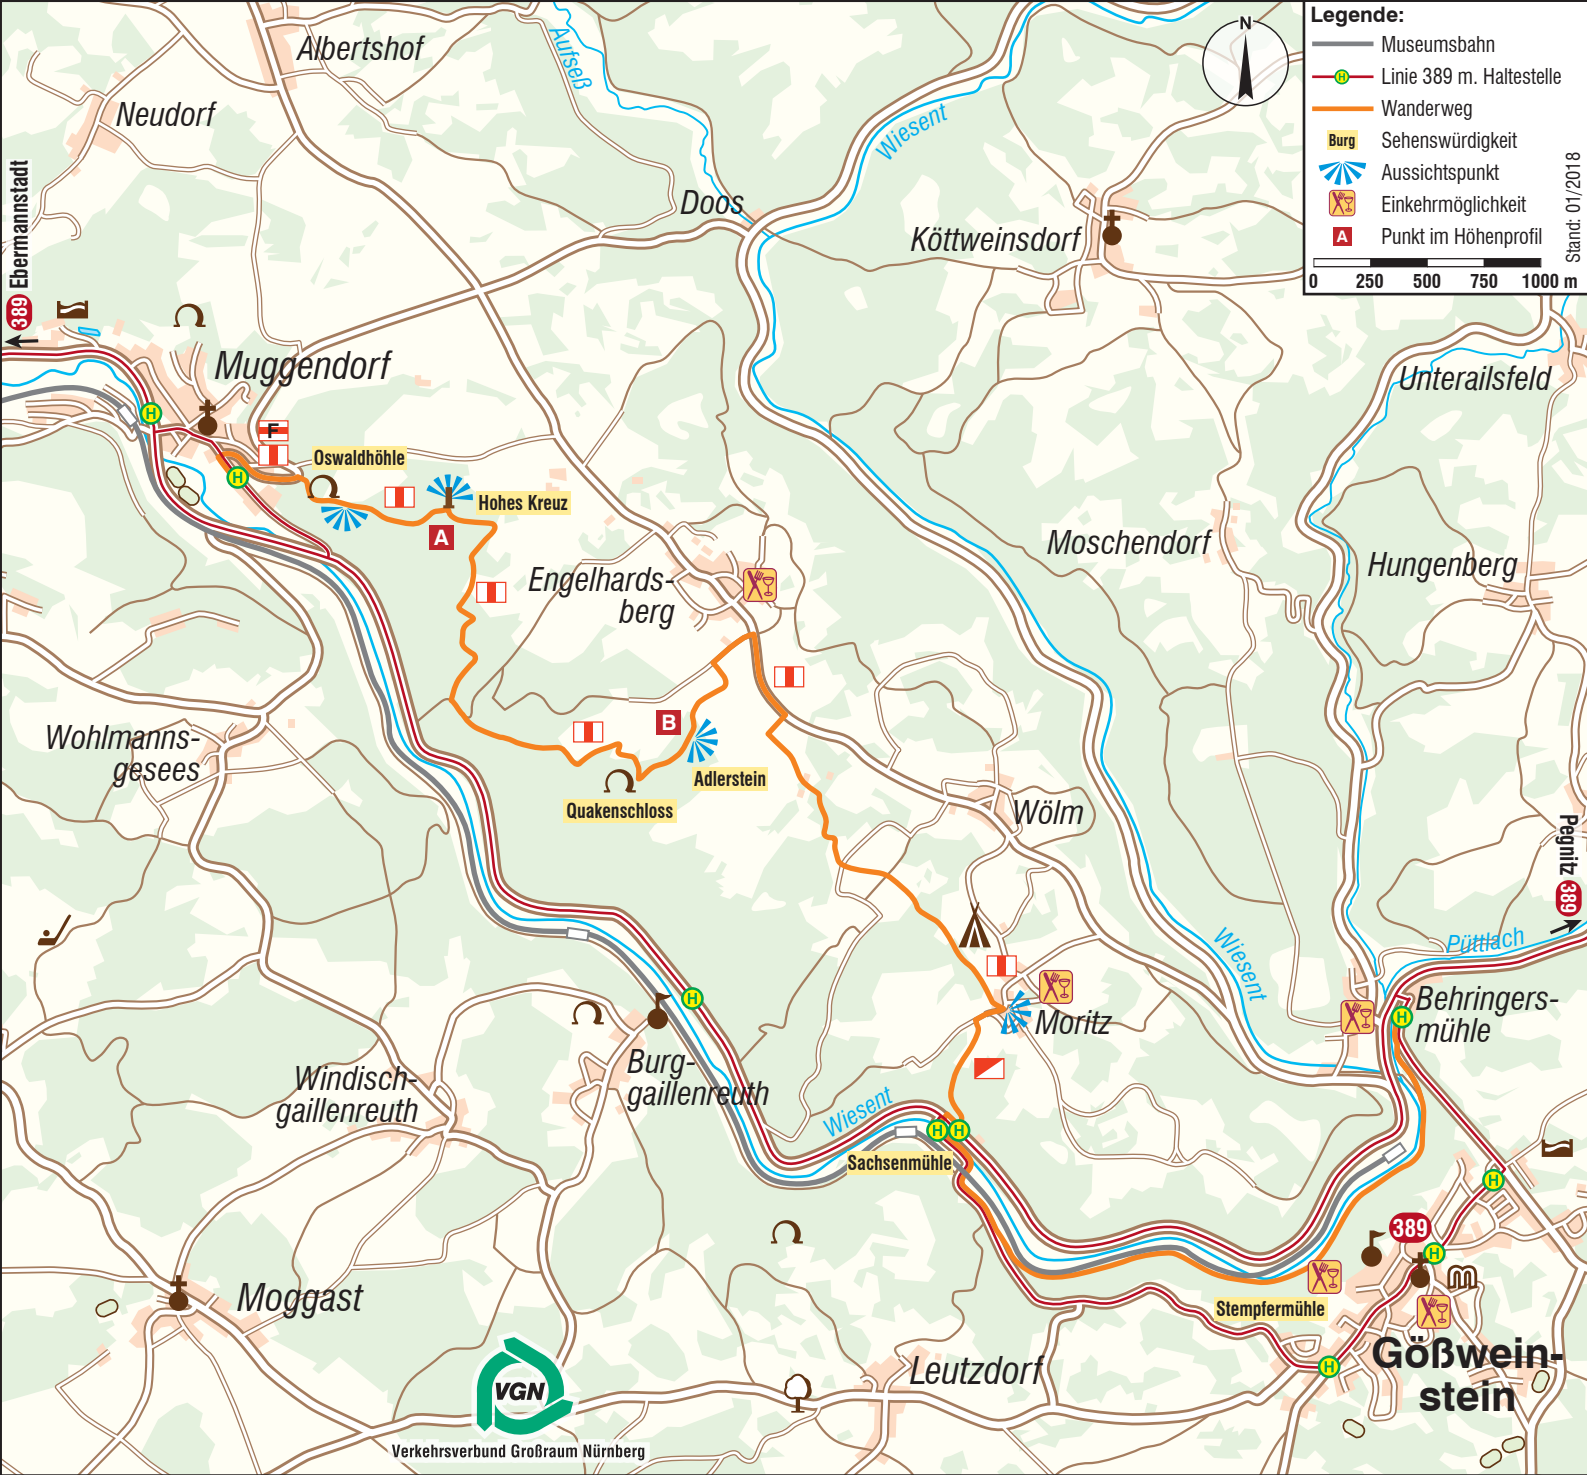 Legende:
Museumsbahn
H
Linie 389 m. Haltestelle
Wanderweg
Burg
Sehenswürdigkeit
Aussichtspunkt
Einkehrmöglichkeit
A
Punkt im Höhenprofil
0 250 500 750 1000 m
Stand: 01/2018
N
Albertshof
Aufseß
Neudorf
Wiesent
Doos
Köttweinsdorf
389 Ebermannstadt
Muggendorf
Unterailsfeld
H
F
Oswaldhöhle
H
Hohes Kreuz
A
Moschendorf
Hungenberg
Engelhards-
berg
B
Wohlmanns-
gesees
Adlerstein
Quakenschloss
Wölm
Pegnitz 389
Püttlach
Wiesent
H
Behringers-
mühle
H
Moritz
Burg-
gaillenreuth
Windisch-
gaillenreuth
Wiesent
H H
Sachsenmühle
H
389
H
Moggast
Stempfermühle
Gößwein-
stein
H
Leutzdorf
VGN
Verkehrsverbund Großraum Nürnberg